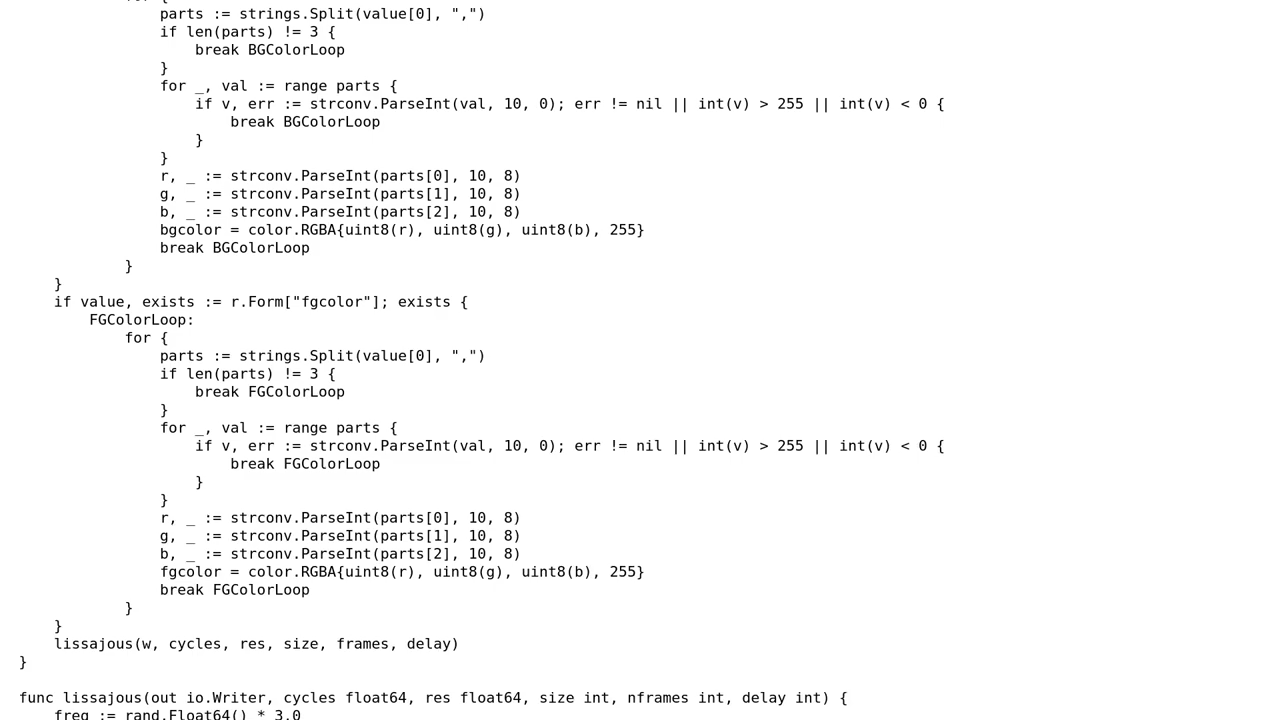 for {
parts := strings.Split(value[0], ",")
if len(parts) != 3 {
break BGColorLoop
}
for _, val := range parts {
if v, err := strconv.ParseInt(val, 10, 0); err != nil || int(v) > 255 || int(v) < 0 {
break BGColorLoop
}
}
r, _ := strconv.ParseInt(parts[0], 10, 8)
g, _ := strconv.ParseInt(parts[1], 10, 8)
b, _ := strconv.ParseInt(parts[2], 10, 8)
bgcolor = color.RGBA{uint8(r), uint8(g), uint8(b), 255}
break BGColorLoop
}
}
if value, exists := r.Form["fgcolor"]; exists {
FGColorLoop:
for {
parts := strings.Split(value[0], ",")
if len(parts) != 3 {
break FGColorLoop
}
for _, val := range parts {
if v, err := strconv.ParseInt(val, 10, 0); err != nil || int(v) > 255 || int(v) < 0 {
break FGColorLoop
}
}
r, _ := strconv.ParseInt(parts[0], 10, 8)
g, _ := strconv.ParseInt(parts[1], 10, 8)
b, _ := strconv.ParseInt(parts[2], 10, 8)
fgcolor = color.RGBA{uint8(r), uint8(g), uint8(b), 255}
break FGColorLoop
}
}
lissajous(w, cycles, res, size, frames, delay)
}
func lissajous(out io.Writer, cycles float64, res float64, size int, nframes int, delay int) {
freq := rand.Float64() * 3.0